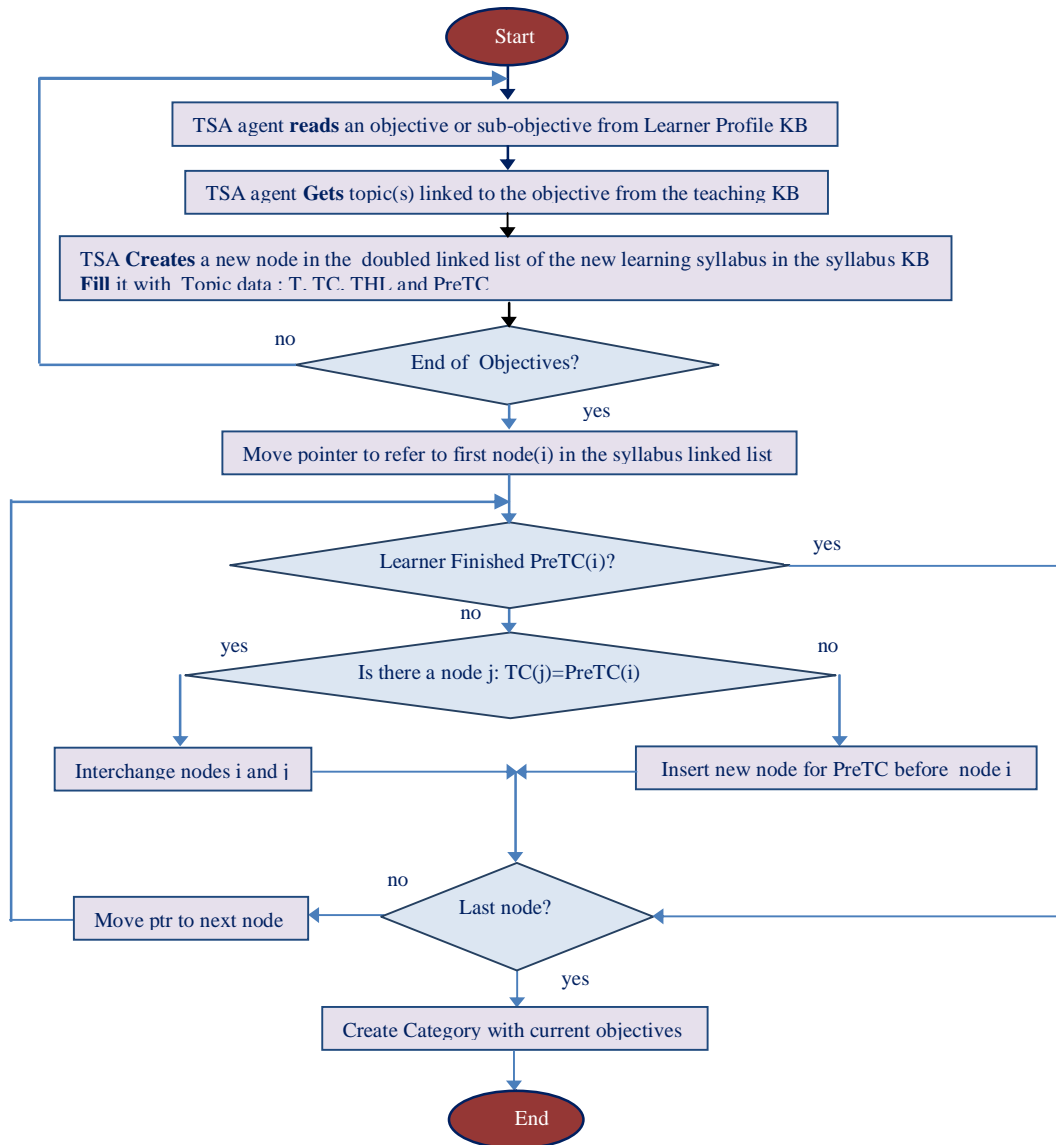 Start
TSA agent reads an objective or sub-objective from Learner Profile KB
TSA agent Gets topic(s) linked to the objective from the teaching KB
TSA Creates a new node in the doubled linked list of the new learning syllabus in the syllabus KB
Fill it with Topic data : T, TC, THL and PreTC
no
End of Objectives?
yes
Move pointer to refer to first node(i) in the syllabus linked list
Learner Finished PreTC(i)?
yes
no
yes
Is there a node j: TC(j)=PreTC(i)
no
Interchange nodes i and j
Insert new node for PreTC before node i
no
Last node?
Move ptr to next node
yes
Create Category with current objectives
End